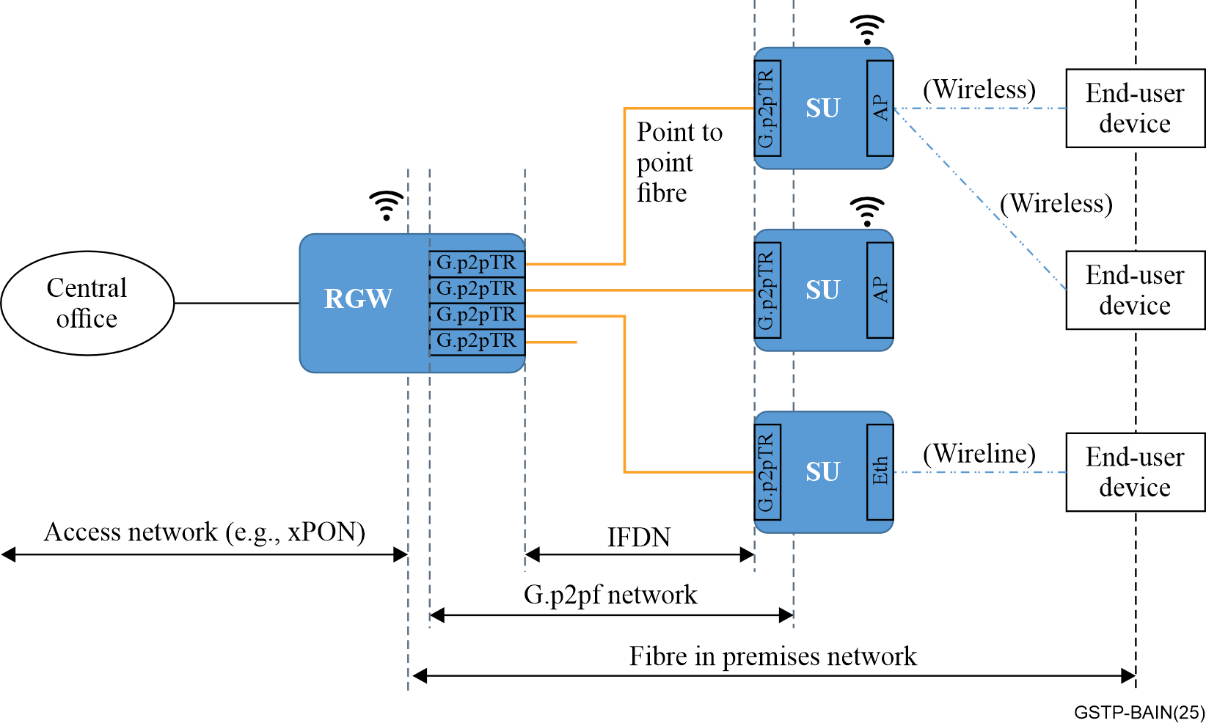 G.p2pTR
SU
AP
(Wireless)
End-user
device
Point to
point
fibre
(Wireless)
Central
office
RGW
G.p2pTR
G.p2pTR
G.p2pTR
G.p2pTR
G.p2pTR
SU
AP
End-user
device
G.p2pTR
SU
Eth
(Wireline)
End-user
device
Access network (e.g., xPON)
IFDN
G.p2pf network
Fibre in premises network
GSTP-BAIN(25)